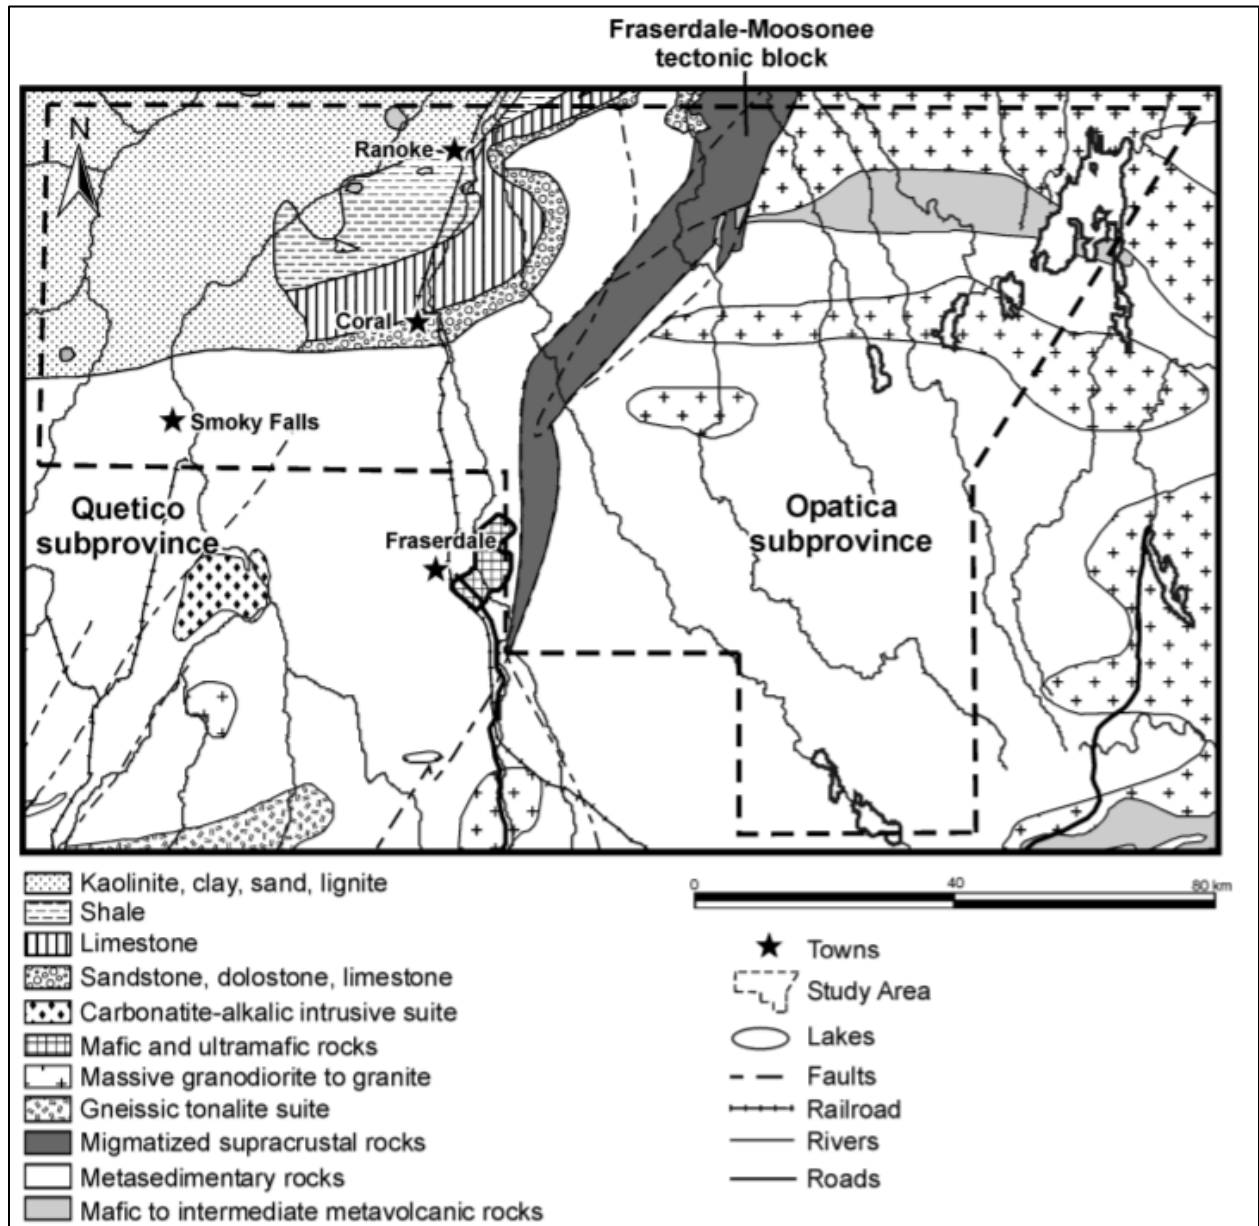 Fraserdale-Moosonee
tectonic block
N
Ranoke
Coral
Smoky Falls
Quetico
subprovince
Opatica
subprovince
Fraserdale
Kaolinite, clay, sand, lignite
Shale
Limestone
Sandstone, dolostone, limestone
Carbonatite-alkalic intrusive suite
Mafic and ultramafic rocks
Massive granodiorite to granite
Gneissic tonalite suite
Migmatized supracrustal rocks
Metasedimentary rocks
Mafic to intermediate metavolcanic rocks
0 40 80 km
Towns
Study Area
Lakes
Faults
Railroad
Rivers
Roads